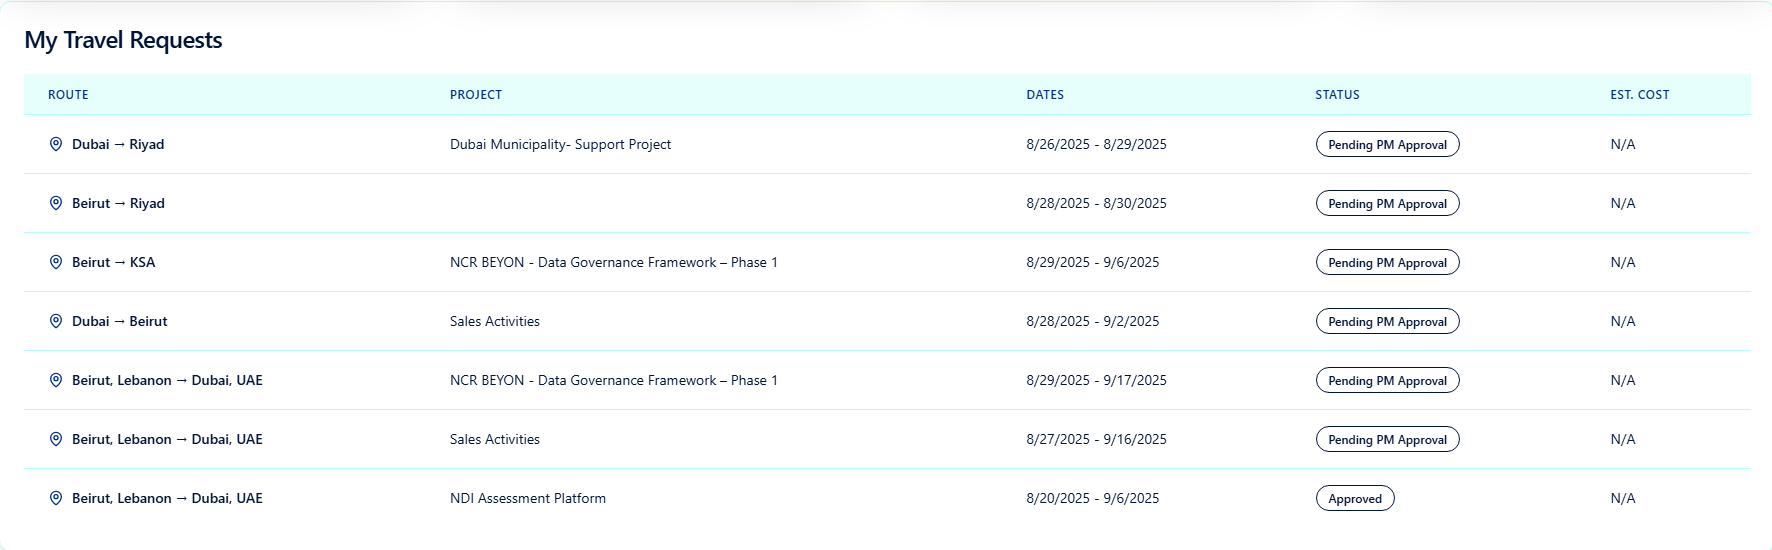 My Travel Requests
ROUTE PROJECT DATES STATUS EST. COST
Dubai → Riyad Dubai Municipality- Support Project 8/26/2025 - 8/29/2025 Pending PM Approval N/A
Beirut → Riyad 8/28/2025 - 8/30/2025 Pending PM Approval N/A
Beirut → KSA NCR BEYON - Data Governance Framework – Phase 1 8/29/2025 - 9/6/2025 Pending PM Approval N/A
Dubai → Beirut Sales Activities 8/28/2025 - 9/2/2025 Pending PM Approval N/A
Beirut, Lebanon → Dubai, UAE NCR BEYON - Data Governance Framework – Phase 1 8/29/2025 - 9/17/2025 Pending PM Approval N/A
Beirut, Lebanon → Dubai, UAE Sales Activities 8/27/2025 - 9/16/2025 Pending PM Approval N/A
Beirut, Lebanon → Dubai, UAE NDI Assessment Platform 8/20/2025 - 9/6/2025 Approved N/A